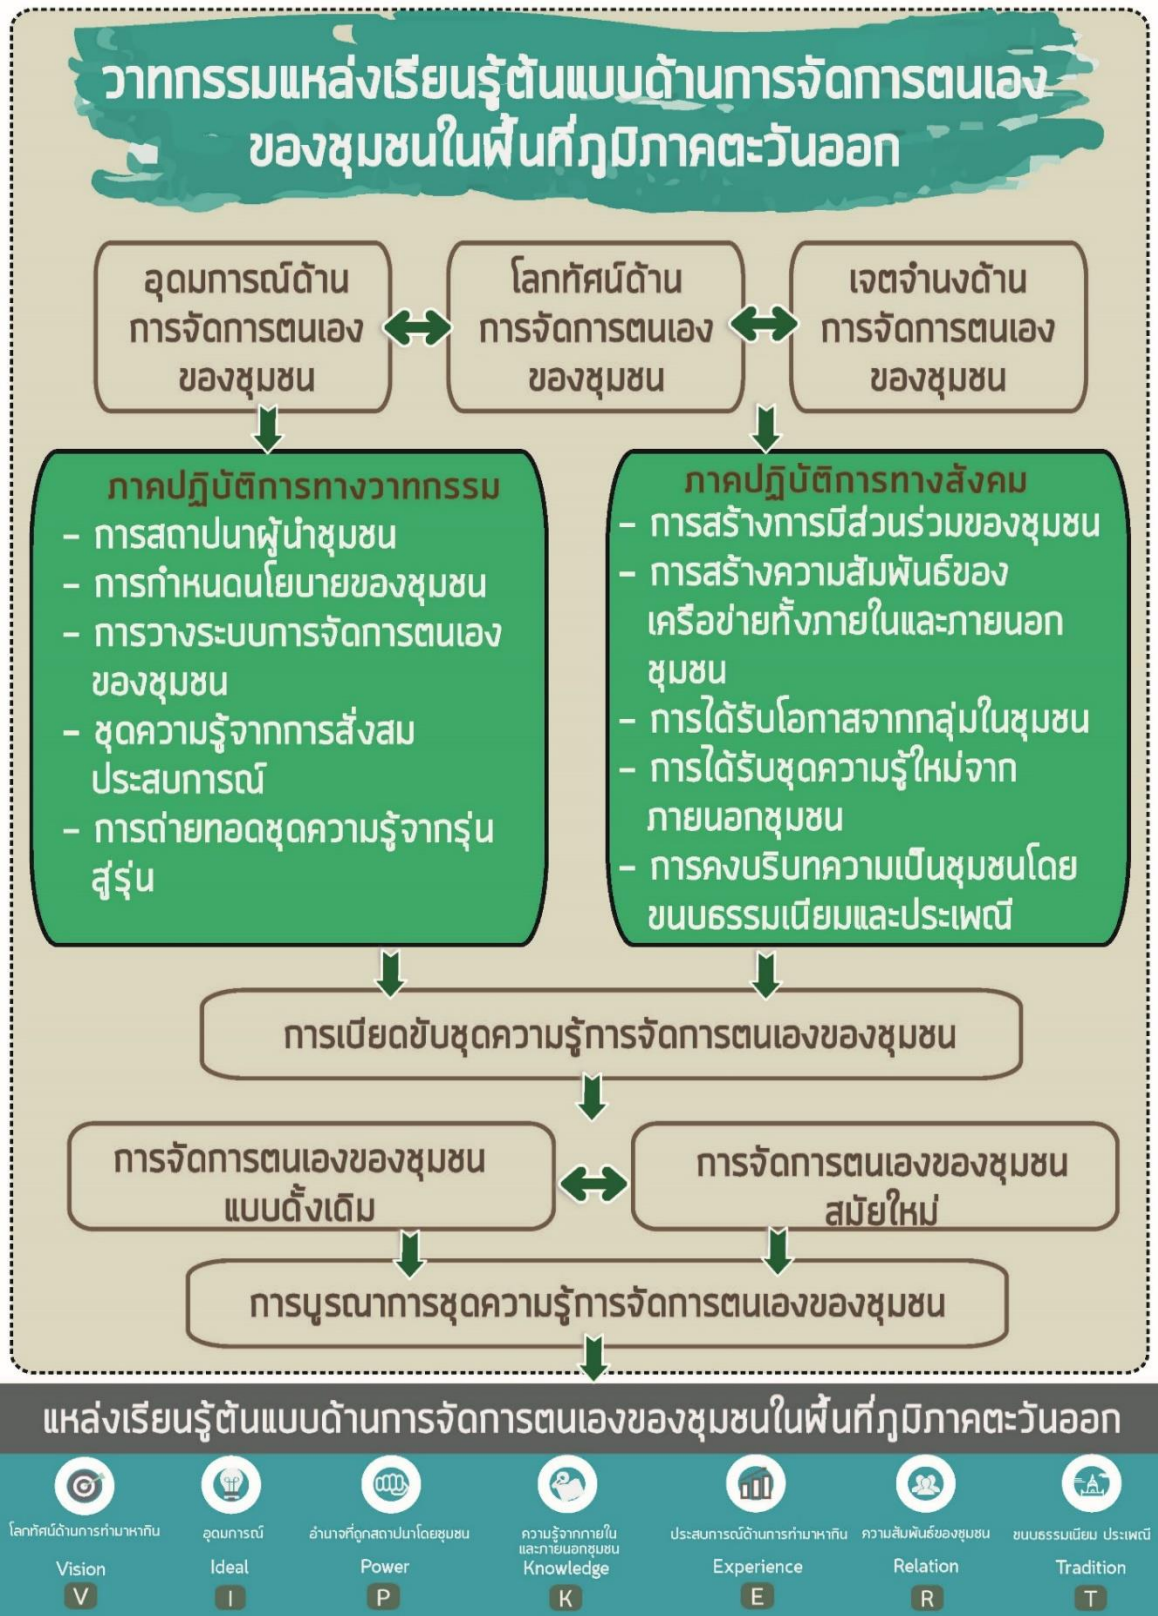 วาทกรรมแหล่งเรียนรู้ต้นแบบด้านการจัดการตนเอง
ของชุมชนในพื้นที่ภูมิภาคตะวันออก
อุดมการณ์ด้าน
การจัดการตนเอง
ของชุมชน
โลกทัศน์ด้าน
การจัดการตนเอง
ของชุมชน
เจตจำนงด้าน
การจัดการตนเอง
ของชุมชน
ภาคปฏิบัติการทางวาทกรรม
- การสถาปนาผู้นำชุมชน
- การกำหนดนโยบายของชุมชน
- การวางระบบการจัดการตนเอง
ของชุมชน
- ชุดความรู้จากการสั่งสม
ประสบการณ์
- การถ่ายทอดชุดความรู้จากรุ่น
สู่รุ่น
ภาคปฏิบัติการทางสังคม
- การสร้างการมีส่วนร่วมของชุมชน
- การสร้างความสัมพันธ์ของ
เครือข่ายทั้งภายในและภายนอก
ชุมชน
- การได้รับโอกาสจากกลุ่มในชุมชน
- การได้รับชุดความรู้ใหม่จาก
ภายนอกชุมชน
- การคงบริบทความเป็นชุมชนโดย
ขนบธรรมเนียมและประเพณี
การเบียดขับชุดความรู้การจัดการตนเองของชุมชน
การจัดการตนเองของชุมชน
แบบดั้งเดิม
การจัดการตนเองของชุมชน
สมัยใหม่
การบูรณาการชุดความรู้การจัดการตนเองของชุมชน
แหล่งเรียนรู้ต้นแบบด้านการจัดการตนเองของชุมชนในพื้นที่ภูมิภาคตะวันออก
โลกทัศน์ด้านการทำมาหากิน
Vision
V
อุดมการณ์
Ideal
I
อำนาจที่ถูกสถาปนาโดยชุมชน
Power
P
ความรู้จากภายใน
และภายนอกชุมชน
Knowledge
K
ประสบการณ์ด้านการทำมาหากิน
Experience
E
ความสัมพันธ์ของชุมชน
Relation
R
ขนบธรรมเนียม ประเพณี
Tradition
T